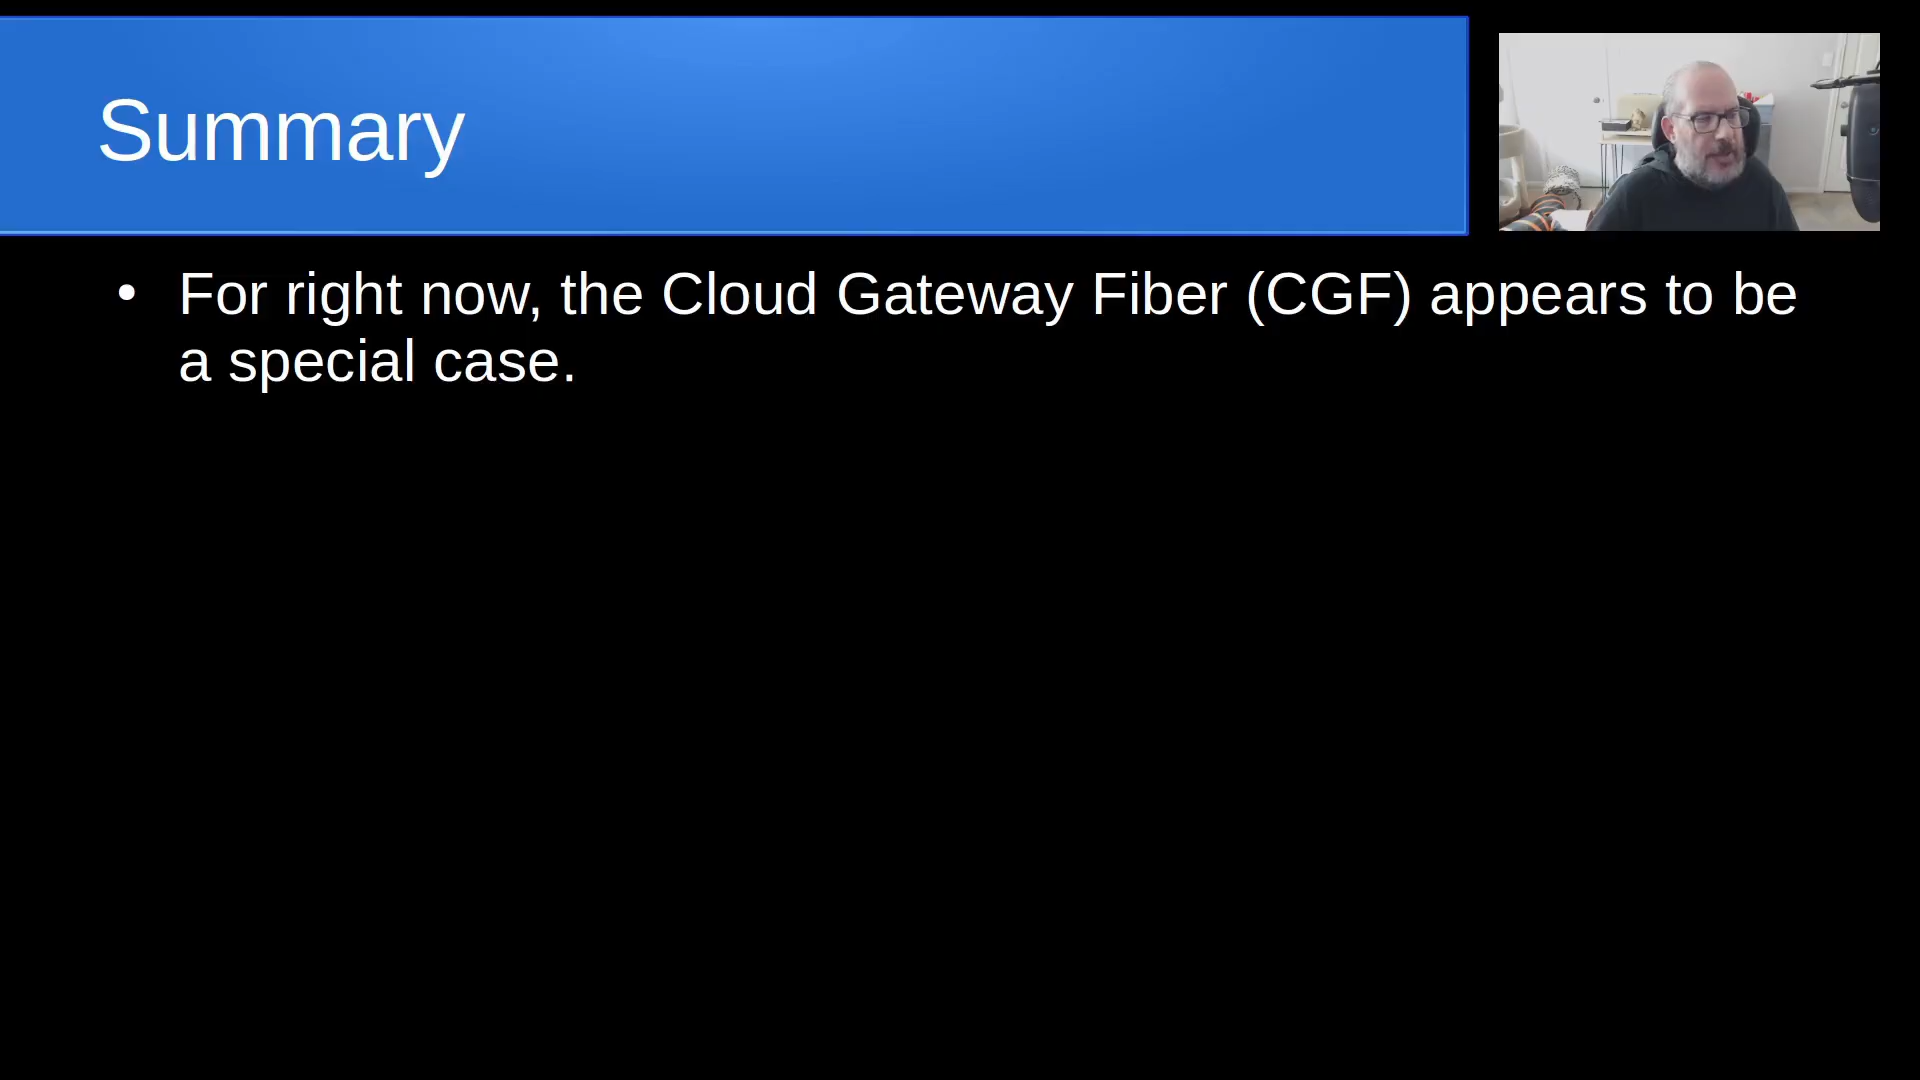 Summary
• For right now, the Cloud Gateway Fiber (CGF) appears to be
a special case.